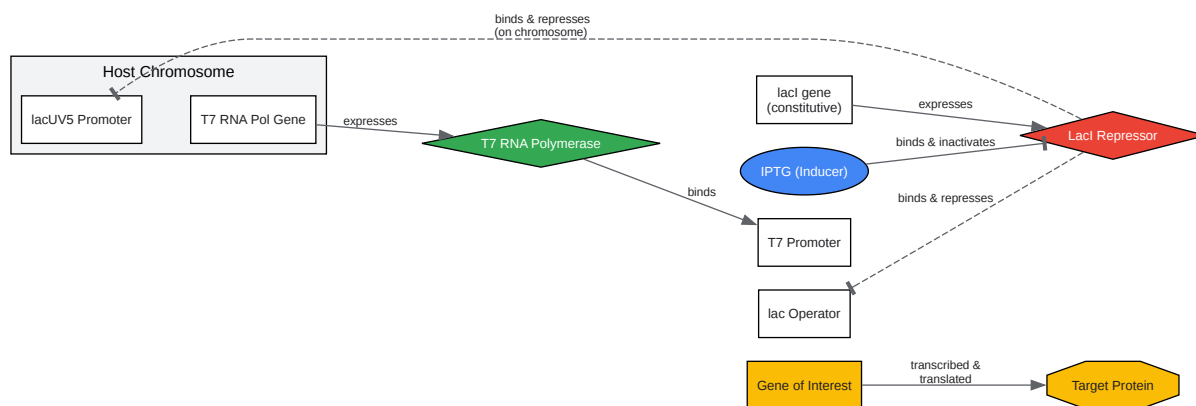 binds & represses
(on chromosome)
Host Chromosome
lacUV5 Promoter
T7 RNA Pol Gene
expresses
T7 RNA Polymerase
lacI gene
(constitutive)
expresses
LacI Repressor
binds & inactivates
IPTG (Inducer)
binds
binds & represses
T7 Promoter
lac Operator
Gene of Interest
transcribed &
translated
Target Protein